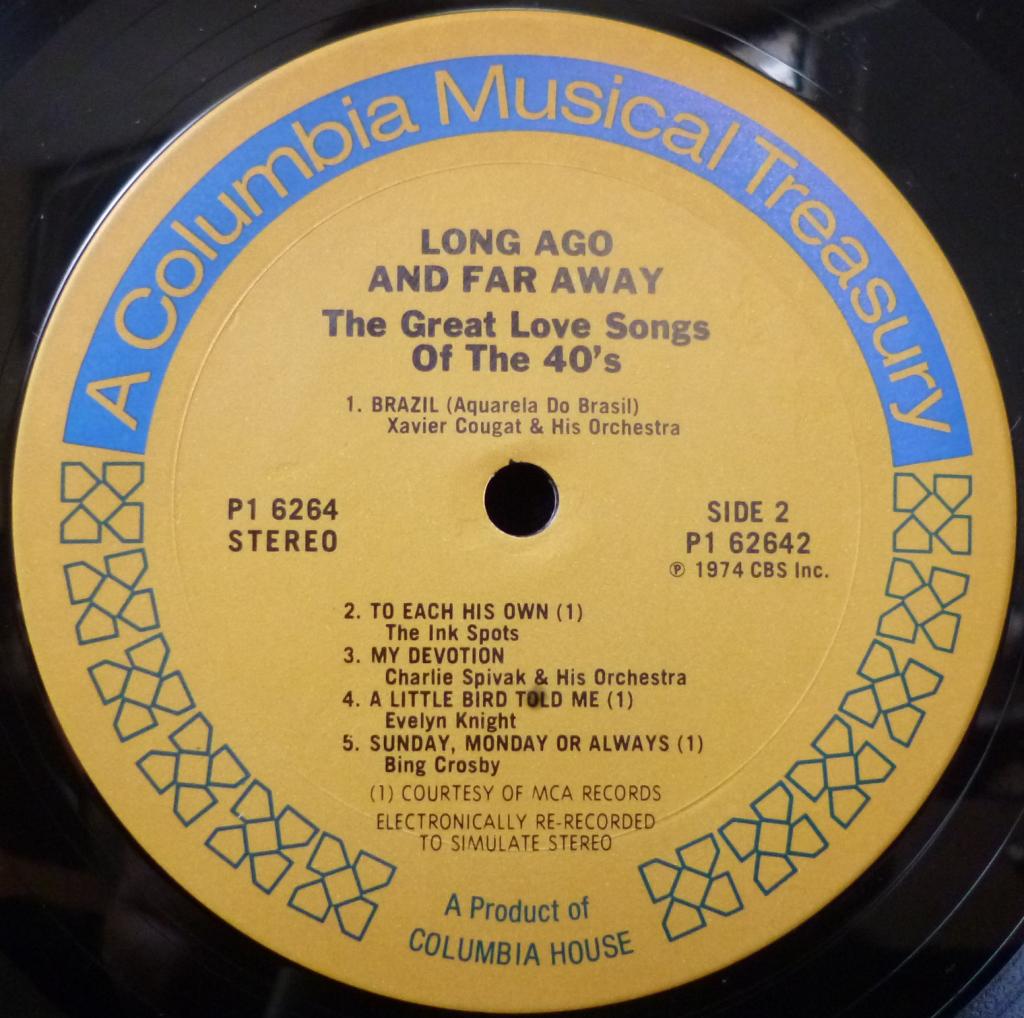 A Columbia Musical Treasury
LONG AGO
AND FAR AWAY
The Great Love Songs
Of The 40's
1. BRAZIL (Aquarela Do Brasil)
Xavier Cougat & His Orchestra
P1 6264
STEREO
SIDE 2
P1 62642
℗ 1974 CBS Inc.
2. TO EACH HIS OWN (1)
The Ink Spots
3. MY DEVOTION
Charlie Spivak & His Orchestra
4. A LITTLE BIRD TOLD ME (1)
Evelyn Knight
5. SUNDAY, MONDAY OR ALWAYS (1)
Bing Crosby
(1) COURTESY OF MCA RECORDS
ELECTRONICALLY RE-RECORDED
TO SIMULATE STEREO
A Product of
COLUMBIA HOUSE